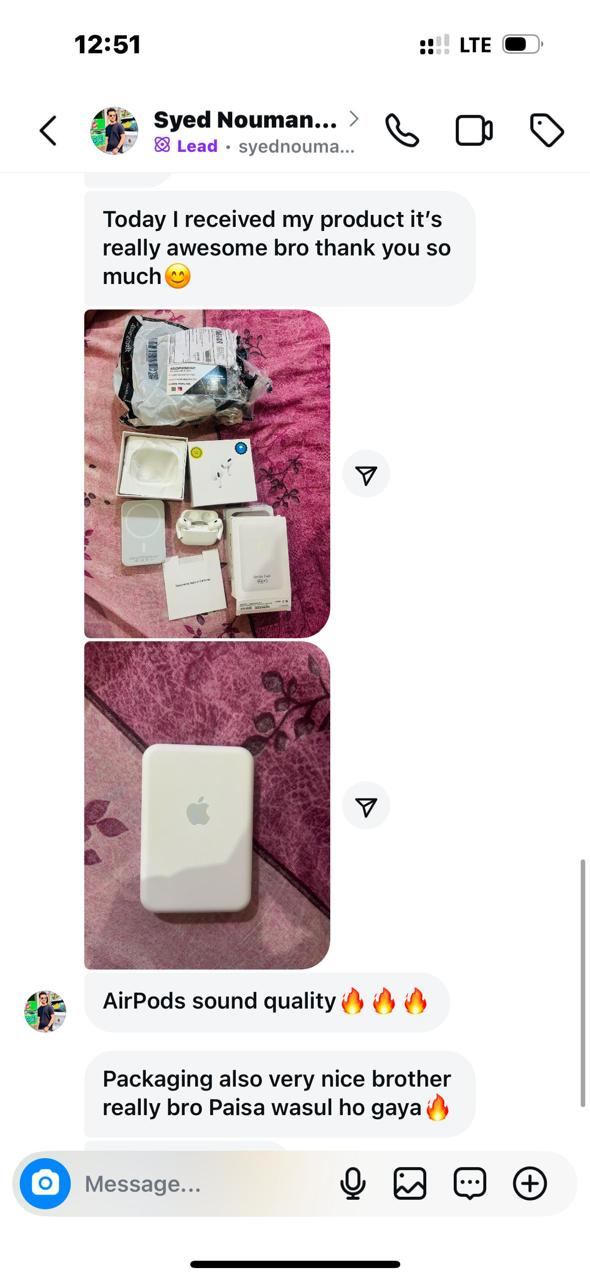 12:51
LTE
Syed Nouman...
Lead · syednouma...
Today I received my product it’s
really awesome bro thank you so
much😊
AirPods sound quality🔥🔥🔥
Packaging also very nice brother
really bro Paisa wasul ho gaya🔥
Message...